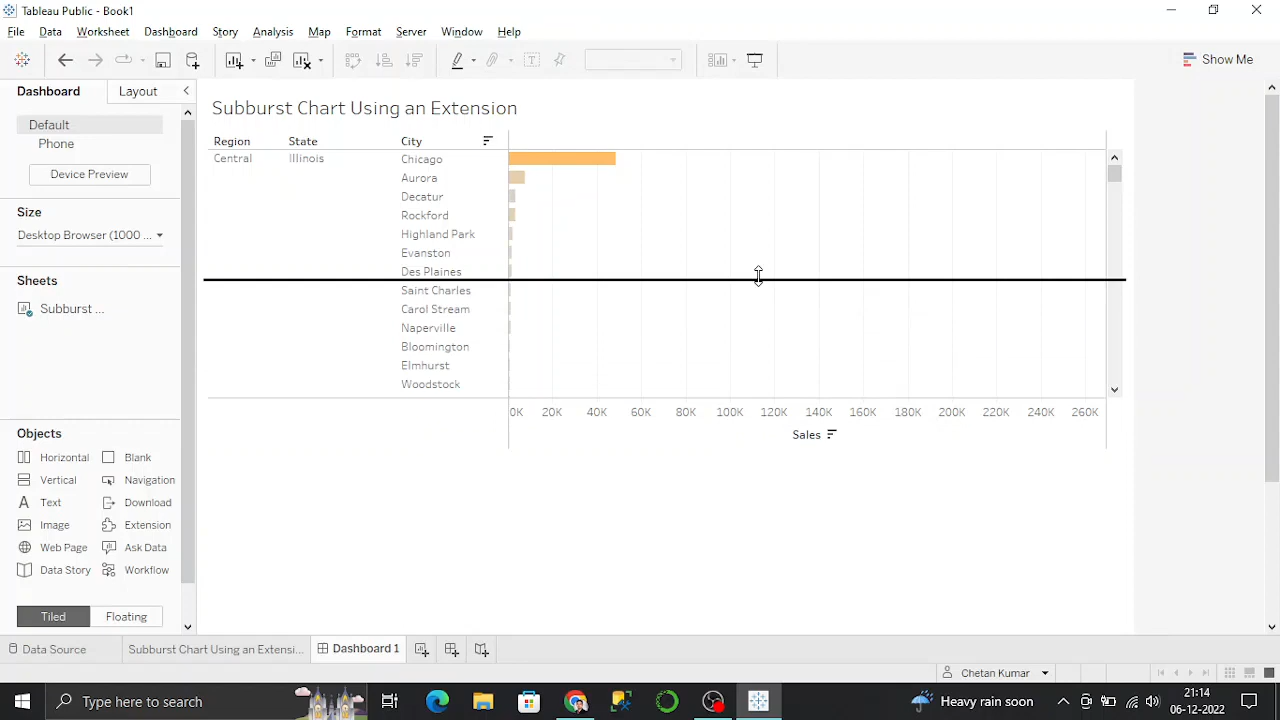 Tableau Public - Book1
File Data Worksheet Dashboard Story Analysis Map Format Server Window Help
Show Me
Dashboard Layout
Default
Phone
Device Preview
Size
Desktop Browser (1000 ...
Sheets
Subburst ...
Objects
Horizontal Blank
Vertical Navigation
Text Download
Image Extension
Web Page Ask Data
Data Story Workflow
Tiled Floating
Subburst Chart Using an Extension
Region State City
Central Illinois Chicago
Aurora
Decatur
Rockford
Highland Park
Evanston
Des Plaines
Saint Charles
Carol Stream
Naperville
Bloomington
Elmhurst
Woodstock
0K 20K 40K 60K 80K 100K 120K 140K 160K 180K 200K 220K 240K 260K
Sales
Data Source Subburst Chart Using an Extensi... Dashboard 1
Chetan Kumar
Type here to search
Heavy rain soon
21:14
06-12-2022